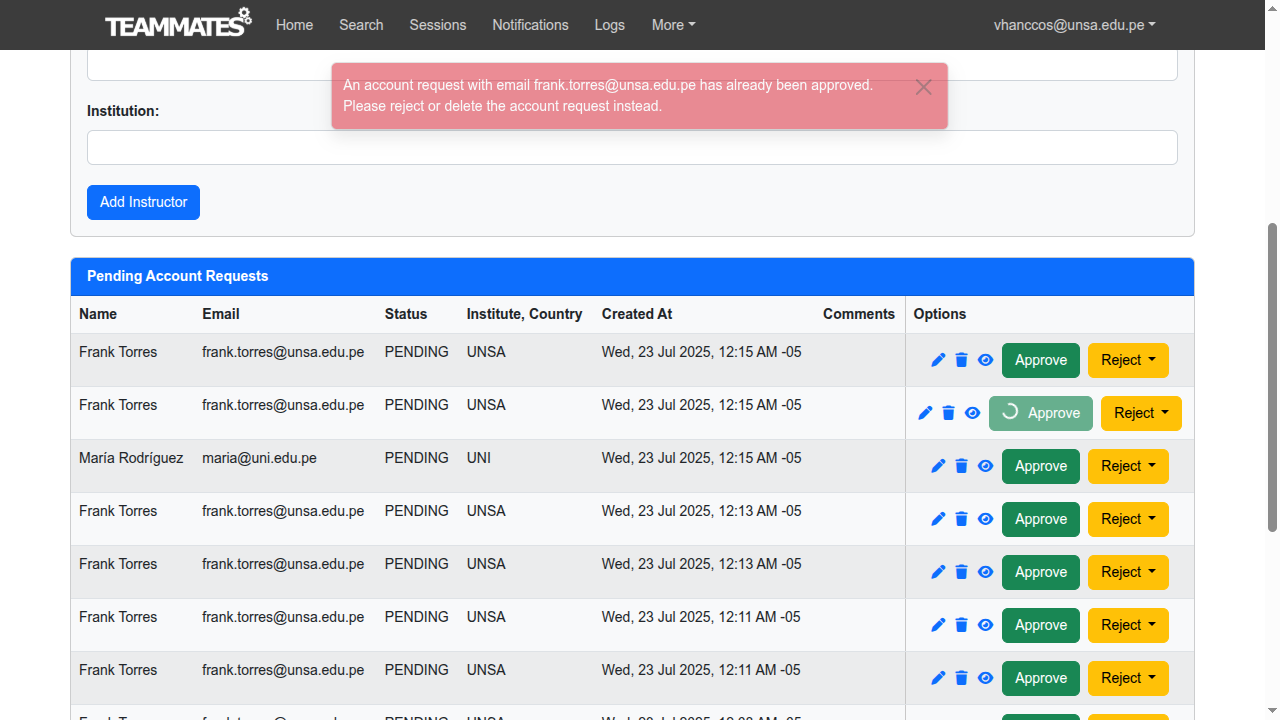 TEAMMATES Home Search Sessions Notifications Logs More vhanccos@unsa.edu.pe
An account request with email frank.torres@unsa.edu.pe has already been approved.
Please reject or delete the account request instead.
Institution:
Add Instructor
Pending Account Requests
Name Email Status Institute, Country Created At Comments Options
Frank Torres frank.torres@unsa.edu.pe PENDING UNSA Wed, 23 Jul 2025, 12:15 AM -05 Approve Reject
Frank Torres frank.torres@unsa.edu.pe PENDING UNSA Wed, 23 Jul 2025, 12:15 AM -05 Approve Reject
María Rodríguez maria@uni.edu.pe PENDING UNI Wed, 23 Jul 2025, 12:15 AM -05 Approve Reject
Frank Torres frank.torres@unsa.edu.pe PENDING UNSA Wed, 23 Jul 2025, 12:13 AM -05 Approve Reject
Frank Torres frank.torres@unsa.edu.pe PENDING UNSA Wed, 23 Jul 2025, 12:13 AM -05 Approve Reject
Frank Torres frank.torres@unsa.edu.pe PENDING UNSA Wed, 23 Jul 2025, 12:11 AM -05 Approve Reject
Frank Torres frank.torres@unsa.edu.pe PENDING UNSA Wed, 23 Jul 2025, 12:11 AM -05 Approve Reject